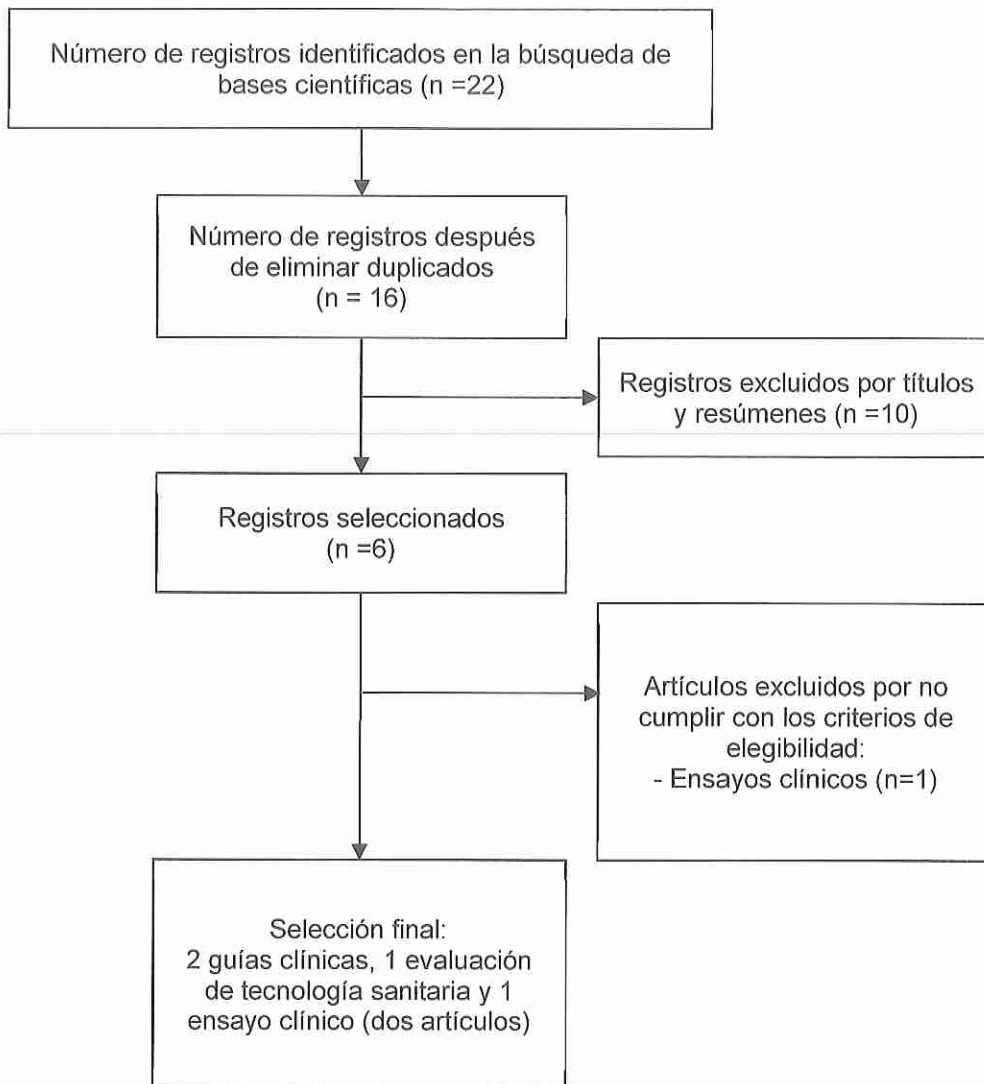 Número de registros identificados en la búsqueda de
bases científicas (n =22)
Número de registros después
de eliminar duplicados
(n = 16)
Registros excluidos por títulos
y resúmenes (n =10)
Registros seleccionados
(n =6)
Artículos excluidos por no
cumplir con los criterios de
elegibilidad:
- Ensayos clínicos (n=1)
Selección final:
2 guías clínicas, 1 evaluación
de tecnología sanitaria y 1
ensayo clínico (dos artículos)